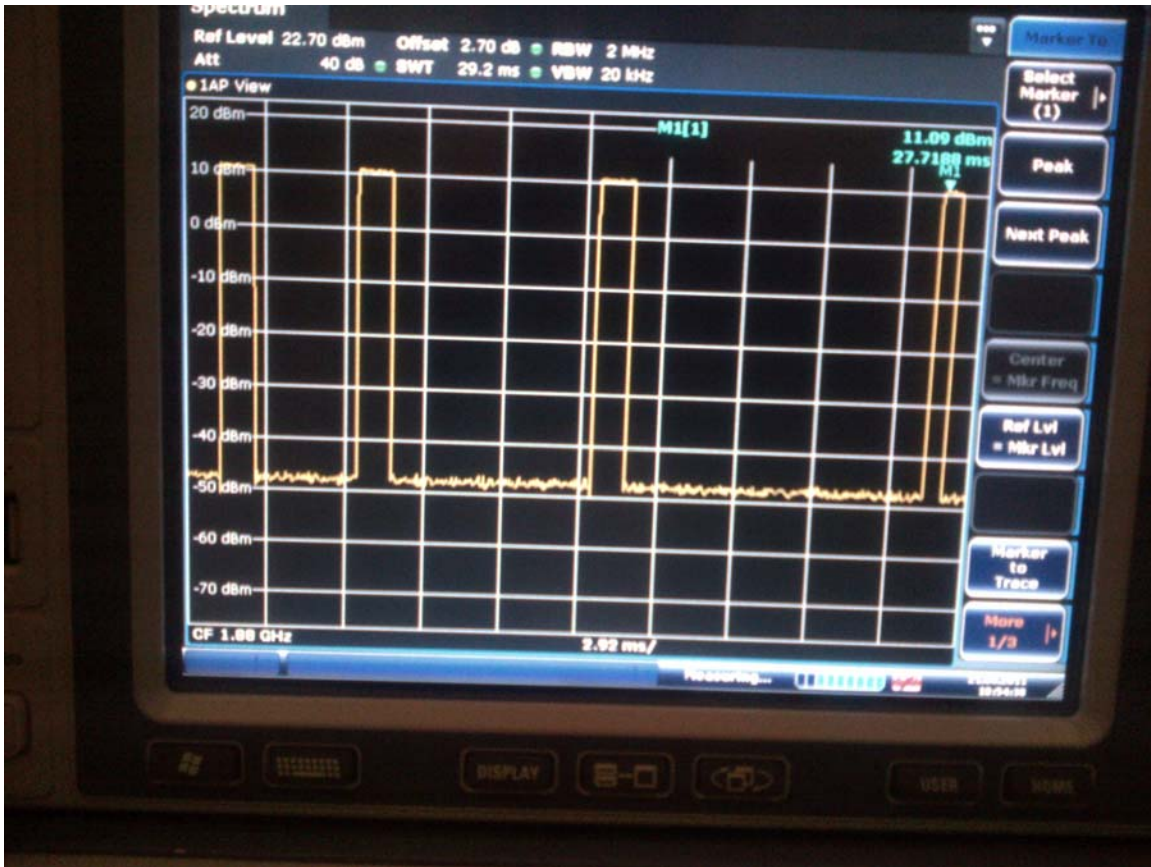 Spectrum
Ref Level 22.70 dBm Offset 2.70 dB RBW 2 MHz
Att 40 dB SWT 29.2 ms VBW 20 kHz
1AP View
20 dBm
M1[1] 11.09 dBm
27.7188 ms
M1
10 dBm
0 dBm
-10 dBm
-20 dBm
-30 dBm
-40 dBm
-50 dBm
-60 dBm
-70 dBm
CF 1.88 GHz 2.92 ms/
Measuring...
10:54:50
Marker To
Select
Marker
(1)
Peak
Next Peak
Center
= Mkr Freq
Ref Lvl
= Mkr Lvl
Marker
to
Trace
More
1/3
DISPLAY
USER
HOME